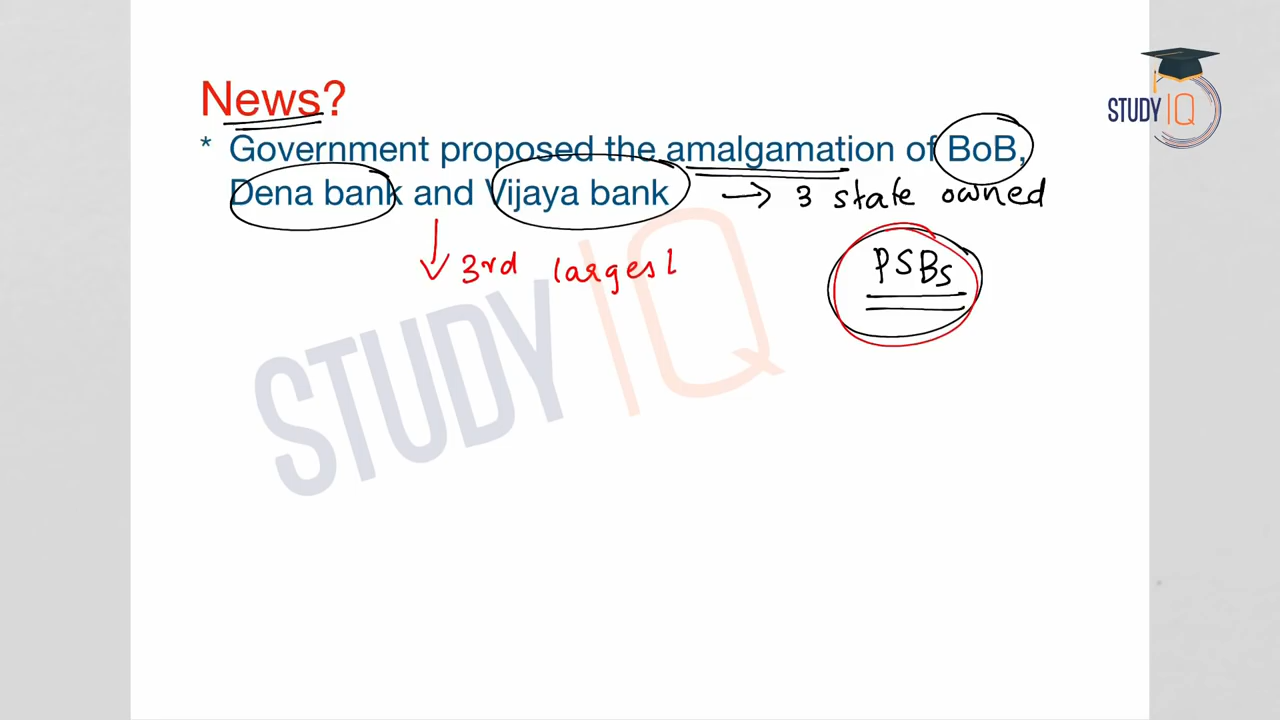 News?
* Government proposed the amalgamation of BoB,
Dena bank and Vijaya bank → 3 state owned
PSBs
3rd largest
STUDY IQ
STUDY IQ